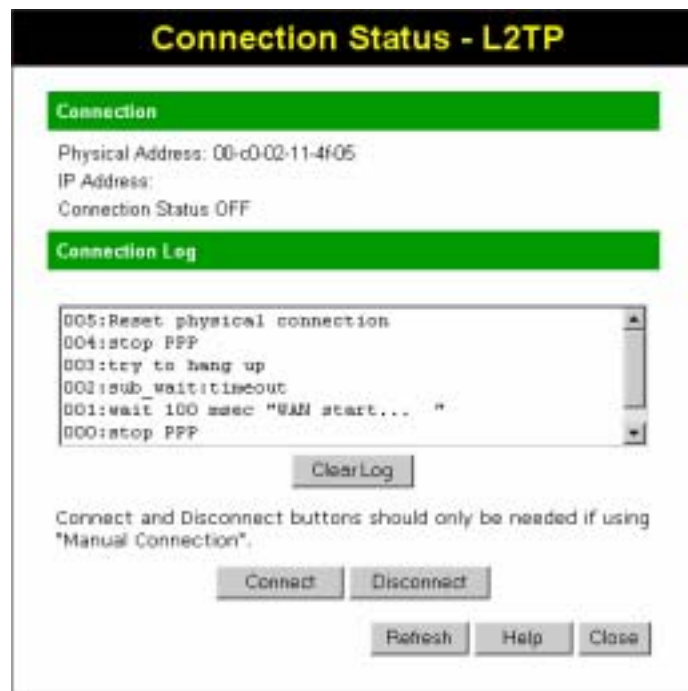 Connection Status - L2TP
Connection
Physical Address: 00-c0-02-11-4f-05
IP Address:
Connection Status OFF
Connection Log
005:Reset physical connection
004:stop PPP
003:try to hang up
002:sub_wait:timeout
001:wait 100 msec "WAN start...  "
000:stop PPP
Clear Log
Connect and Disconnect buttons should only be needed if using
"Manual Connection".
Connect Disconnect
Refresh Help Close